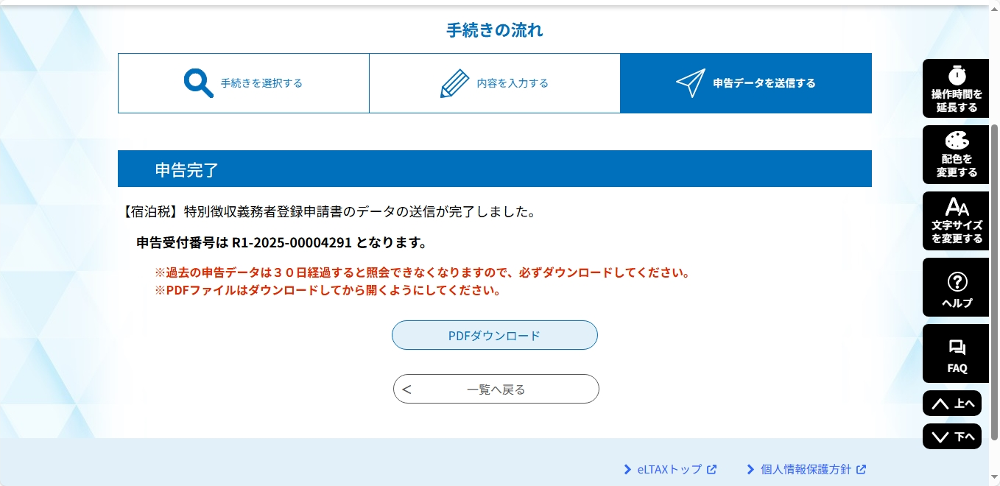 手続きの流れ
手続きを選択する
内容を入力する
申告データを送信する
操作時間を
延長する
配色を
変更する
申告完了
文字サイズ
を変更する
【宿泊税】特別徴収義務者登録申請書のデータの送信が完了しました。
申告受付番号は R1-2025-00004291 となります。
※過去の申告データは３０日経過すると照会できなくなりますので、必ずダウンロードしてください。
※PDFファイルはダウンロードしてから開くようにしてください。
ヘルプ
PDFダウンロード
FAQ
一覧へ戻る
上へ
下へ
eLTAXトップ
個人情報保護方針